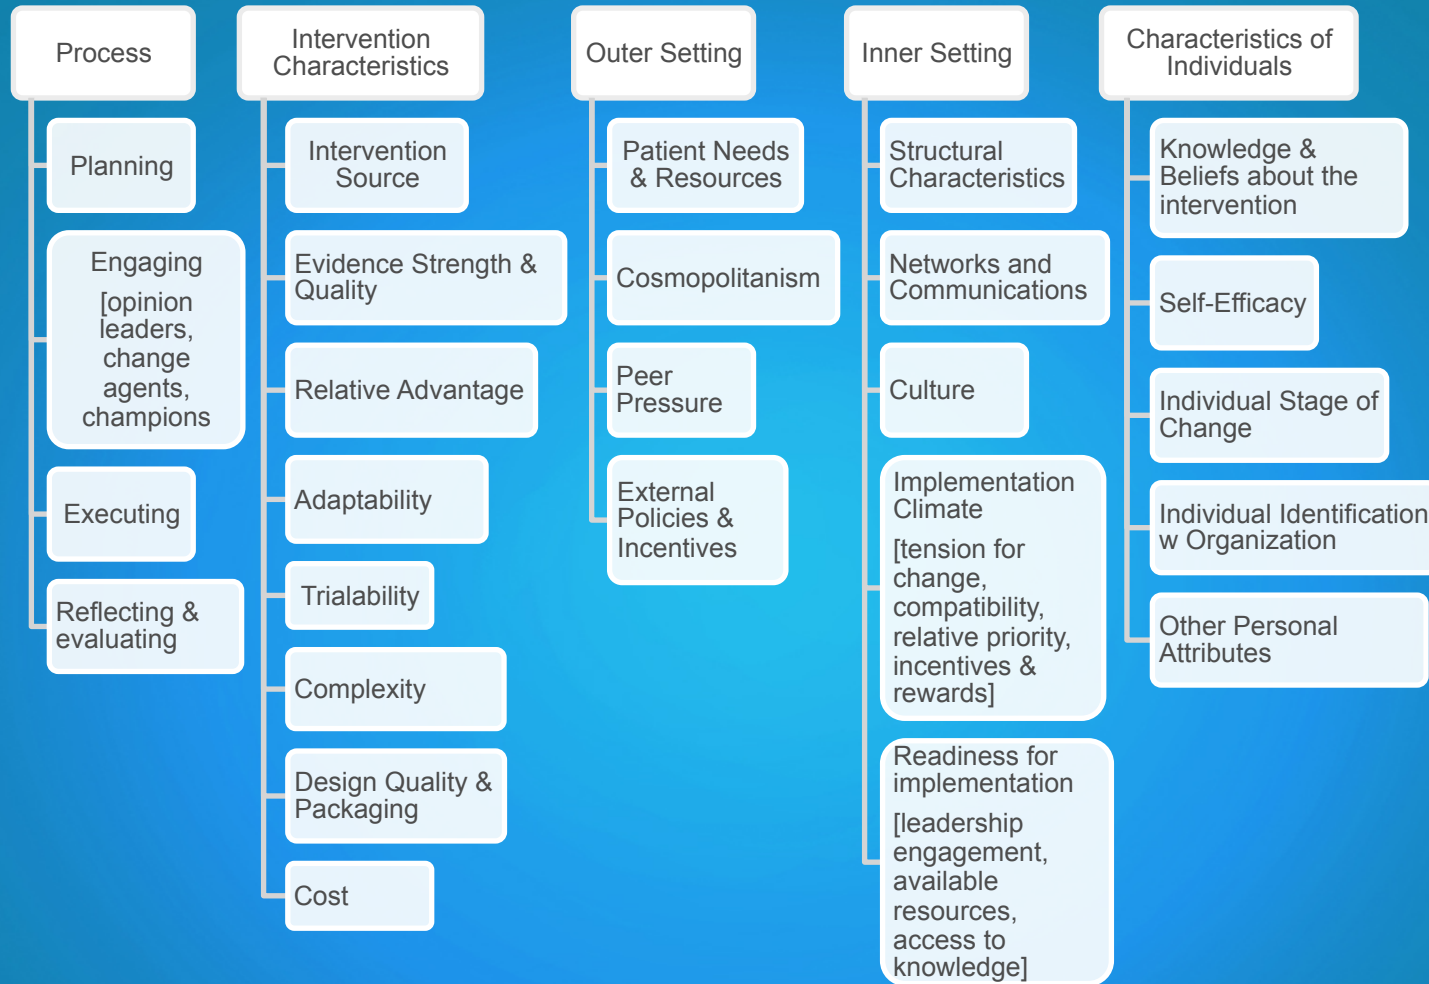 Process
Planning
Engaging
[opinion
leaders,
change
agents,
champions
Executing
Reflecting &
evaluating
Intervention
Characteristics
Intervention
Source
Evidence Strength &
Quality
Relative Advantage
Adaptability
Trialability
Complexity
Design Quality &
Packaging
Cost
Outer Setting
Patient Needs
& Resources
Cosmopolitanism
Peer
Pressure
External
Policies &
Incentives
Inner Setting
Structural
Characteristics
Networks and
Communications
Culture
Implementation
Climate
[tension for
change,
compatibility,
relative priority,
incentives &
rewards]
Readiness for
implementation
[leadership
engagement,
available
resources,
access to
knowledge]
Characteristics of
Individuals
Knowledge &
Beliefs about the
intervention
Self-Efficacy
Individual Stage of
Change
Individual Identification
w Organization
Other Personal
Attributes